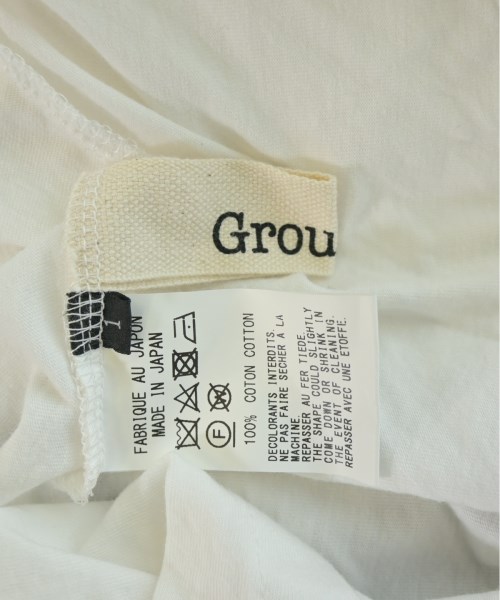 Grou
1
FABRIQUE AU JAPON
MADE IN JAPAN
F
W
100% COTON COTTON
DECOLORANTS INTERDITS.
NE PAS FAIRE SECHER A LA
MACHINE.
REPASSER AU FER TIEDE.
THE SHAPE COULD SLIGHTLY
COME DOWN OR SHRINK IN
THE EVENT OF CLEANING.
REPASSER AVEC UNE ETOFFE.